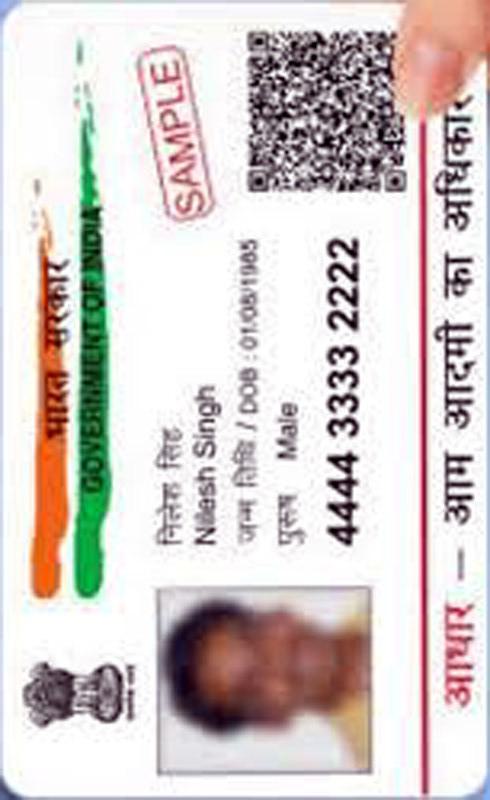 भारत सरकार
GOVERNMENT OF INDIA
SAMPLE
निलेश सिंह
Nilesh Singh
जन्म तिथि / DOB : 01/08/1985
पुरूष Male
4444 3333 2222
आधार – आम आदमी का अधिकार